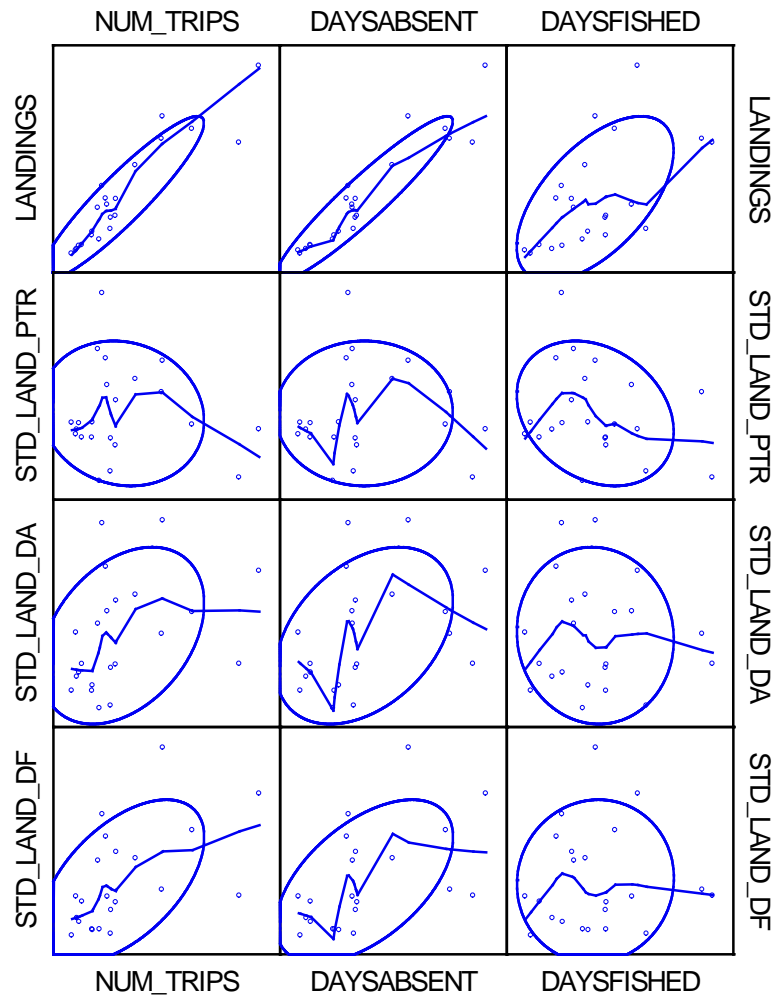 NUM_TRIPS DAYSABSENT DAYSFISHED
LANDINGS
LANDINGS
STD_LAND_PTR
STD_LAND_PTR
STD_LAND_DA
STD_LAND_DA
STD_LAND_DF
STD_LAND_DF
NUM_TRIPS DAYSABSENT DAYSFISHED